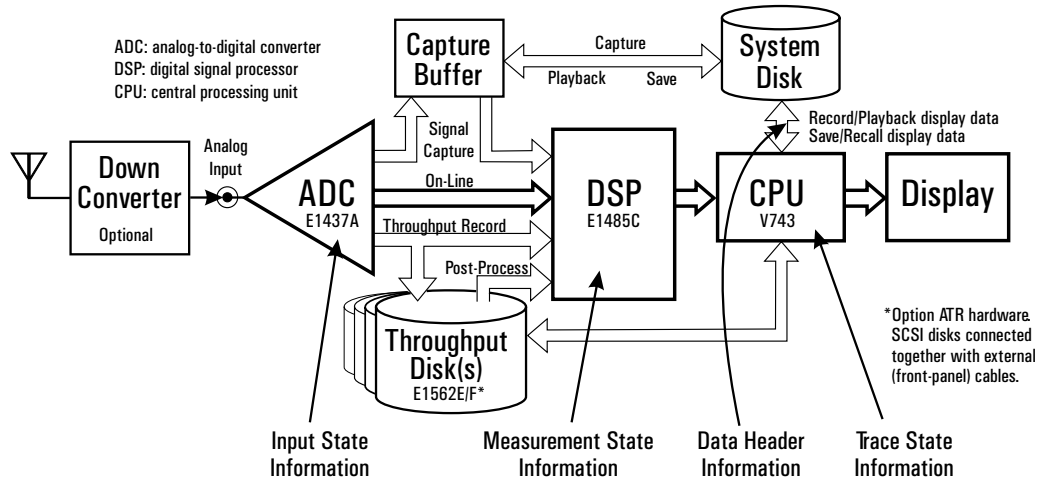 ADC: analog-to-digital converter
DSP: digital signal processor
CPU: central processing unit
Capture
Buffer
Capture
Playback
Save
System
Disk
Record/Playback display data
Save/Recall display data
Down
Converter
Optional
Analog
Input
ADC
E1437A
Signal
Capture
On-Line
Throughput Record
Post-Process
DSP
E1485C
CPU
V743
Display
Throughput
Disk(s)
E1562E/F*
*Option ATR hardware.
SCSI disks connected
together with external
(front-panel) cables.
Input State
Information
Measurement State
Information
Data Header
Information
Trace State
Information